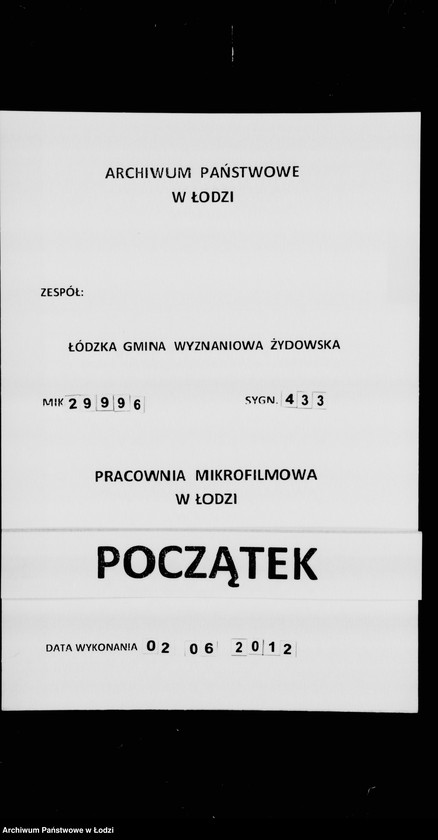 ARCHIWUM PAŃSTWOWE
W ŁODZI
ZESPÓŁ:
ŁÓDZKA GMINA WYZNANIOWA ŻYDOWSKA
MIK 29996 SYGN. 433
PRACOWNIA MIKROFILMOWA
W ŁODZI
POCZĄTEK
DATA WYKONANIA 02 06 2012
Archiwum Państwowe w Łodzi